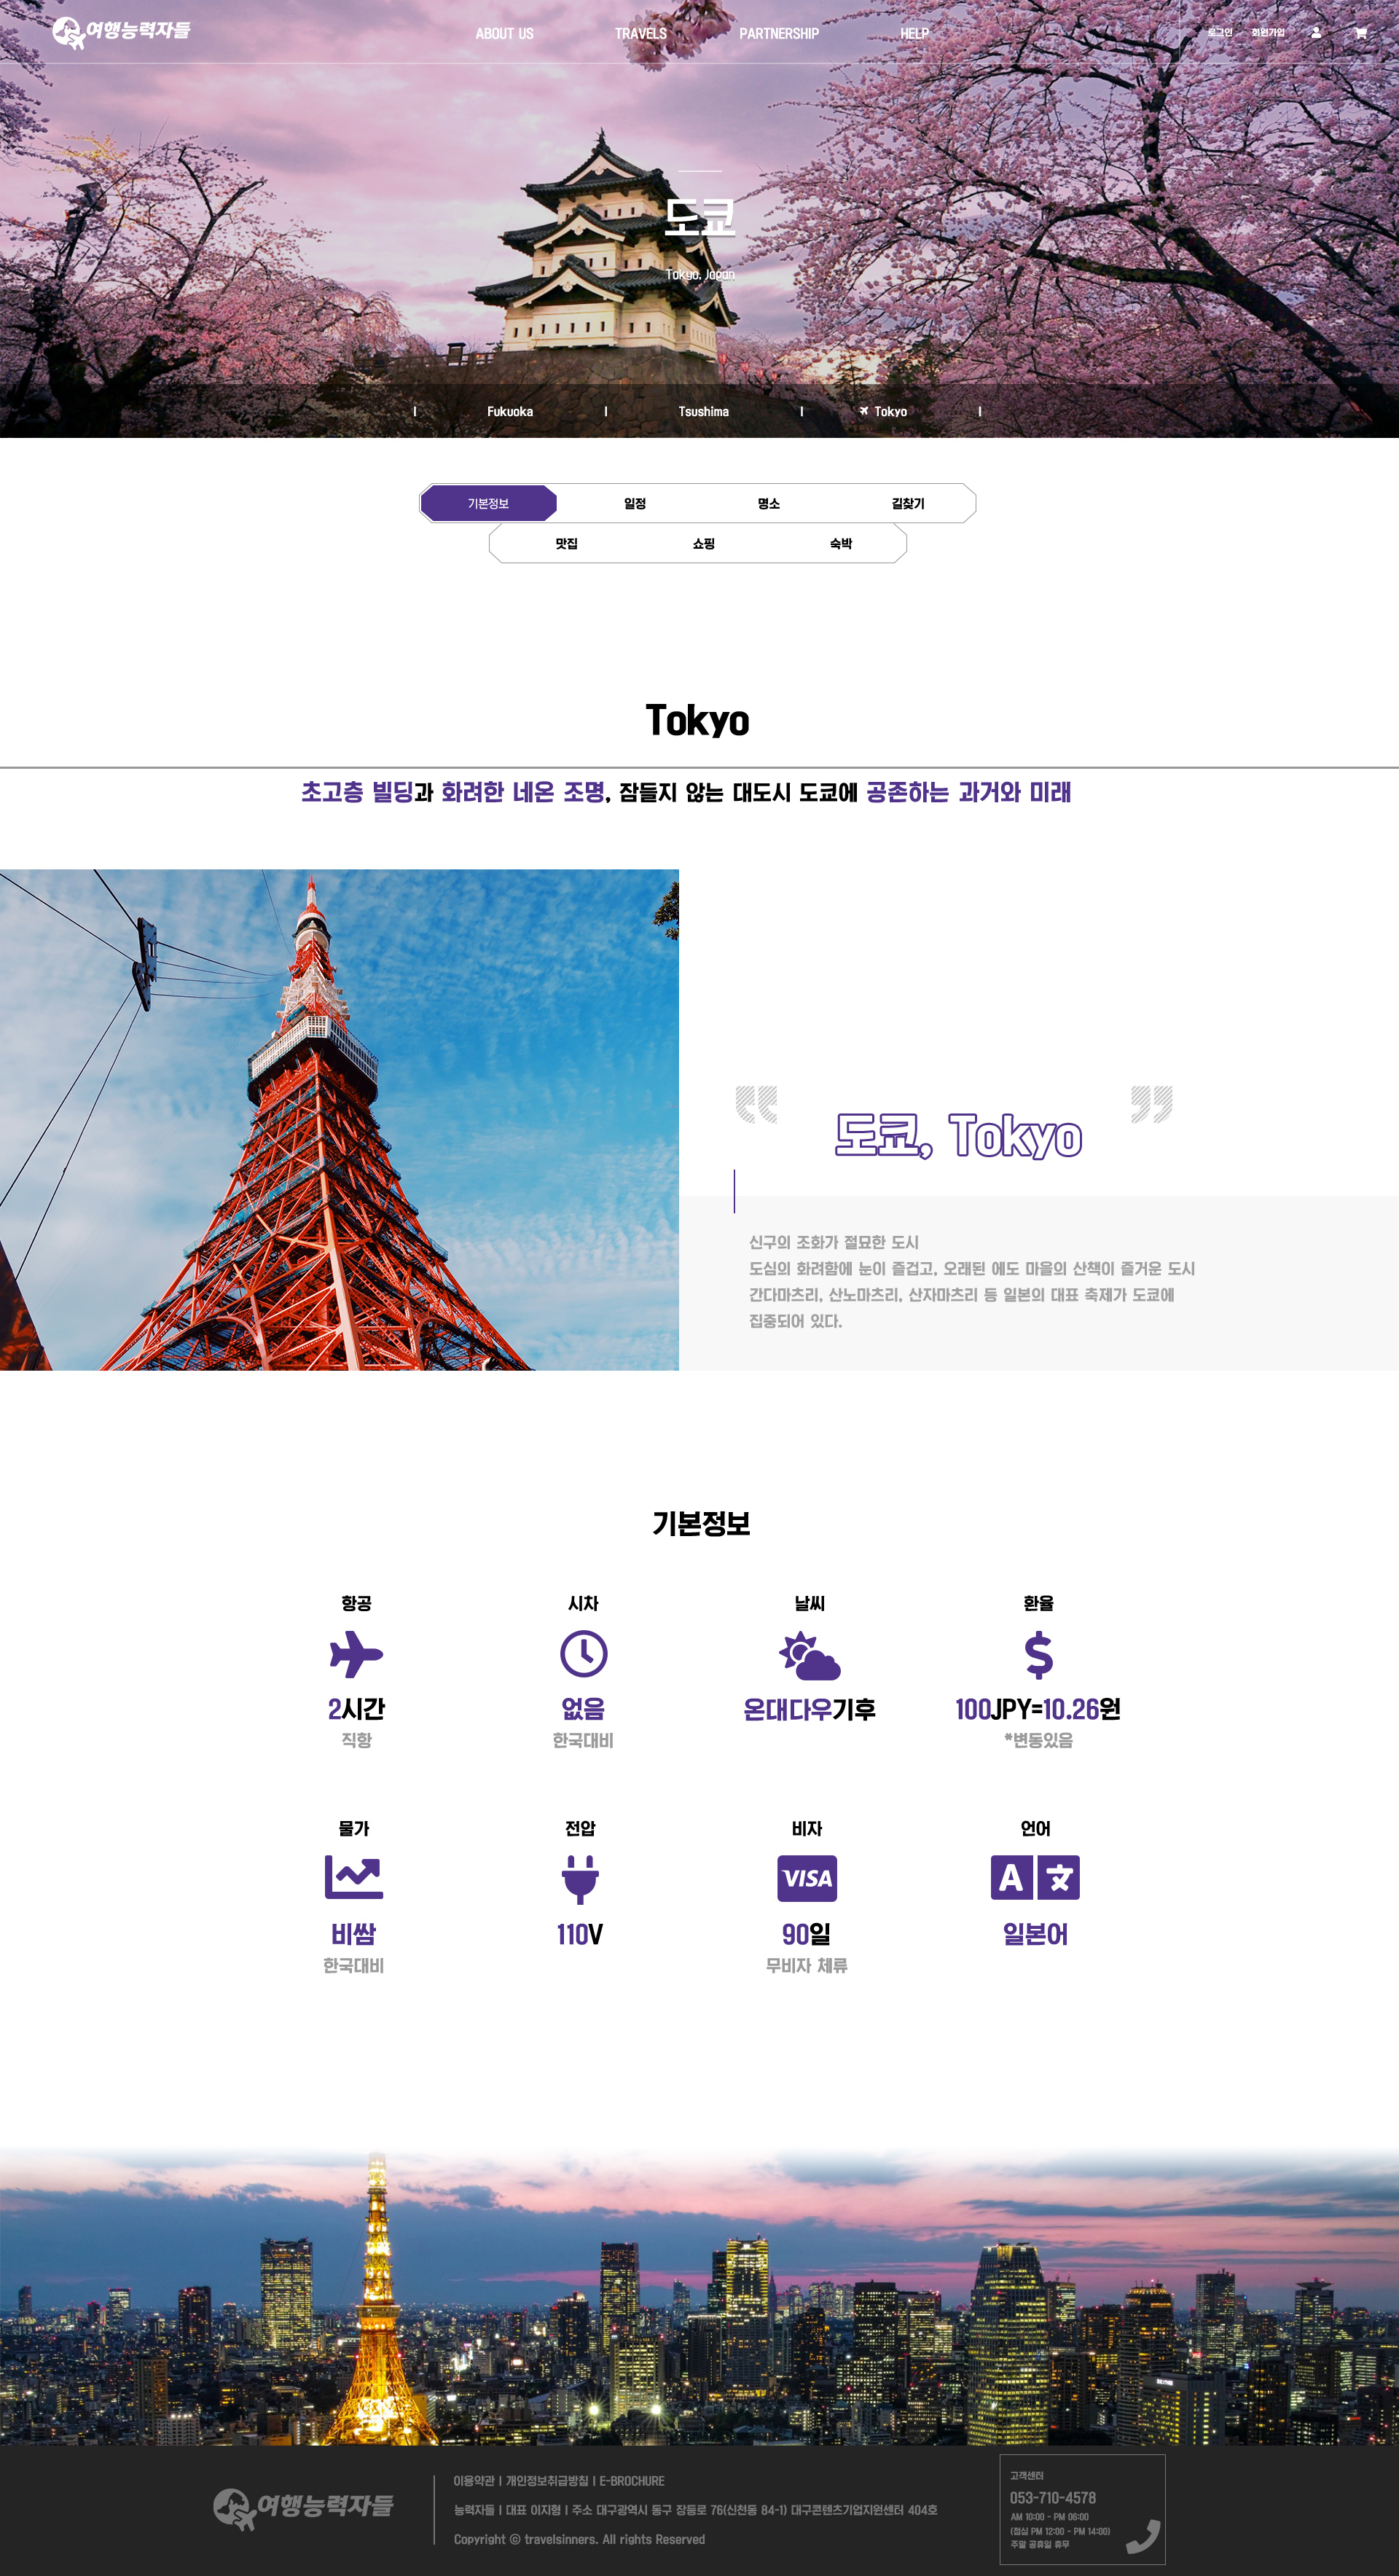 여행능력자들
ABOUT US TRAVELS PARTNERSHIP HELP 로그인 회원가입
도쿄
Tokyo, Japan
| Fukuoka | Tsushima | Tokyo |
기본정보 일정 명소 길찾기
맛집 쇼핑 숙박
Tokyo
초고층 빌딩과 화려한 네온 조명, 잠들지 않는 대도시 도쿄에 공존하는 과거와 미래
도쿄, Tokyo
신구의 조화가 절묘한 도시
도심의 화려함에 눈이 즐겁고, 오래된 에도 마을의 산책이 즐거운 도시
간다마츠리, 산노마츠리, 산자마츠리 등 일본의 대표 축제가 도쿄에
집중되어 있다.
기본정보
항공 시차 날씨 환율
2시간 없음 온대다우기후 100JPY=10.26원
직항 한국대비 *변동있음
물가 전압 비자 언어
VISA A 文
비쌈 110V 90일 일본어
한국대비 무비자 체류
여행능력자들
이용약관 | 개인정보취급방침 | E-BROCHURE
능력자들 | 대표 이지형 | 주소 대구광역시 동구 장등로 76(신천동 84-1) 대구콘텐츠기업지원센터 404호
Copyright ⓒ travelsinners. All rights Reserved
고객센터
053-710-4578
AM 10:00 - PM 06:00
(점심 PM 12:00 - PM 14:00)
주말 공휴일 휴무